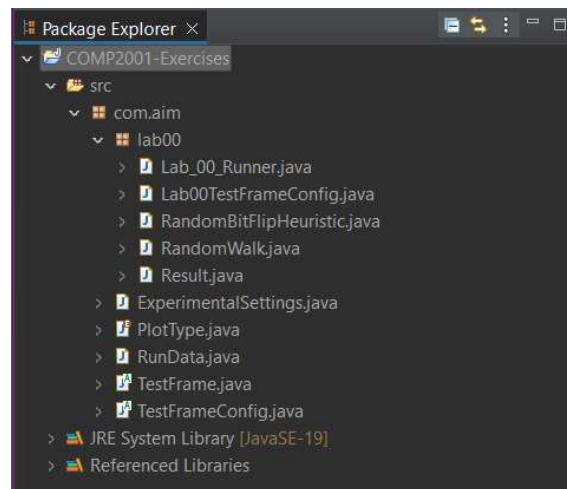 Package Explorer
COMP2001-Exercises
src
com.aim
lab00
Lab_00_Runner.java
Lab00TestFrameConfig.java
RandomBitFlipHeuristic.java
RandomWalk.java
Result.java
ExperimentalSettings.java
PlotType.java
RunData.java
TestFrame.java
TestFrameConfig.java
JRE System Library [JavaSE-19]
Referenced Libraries